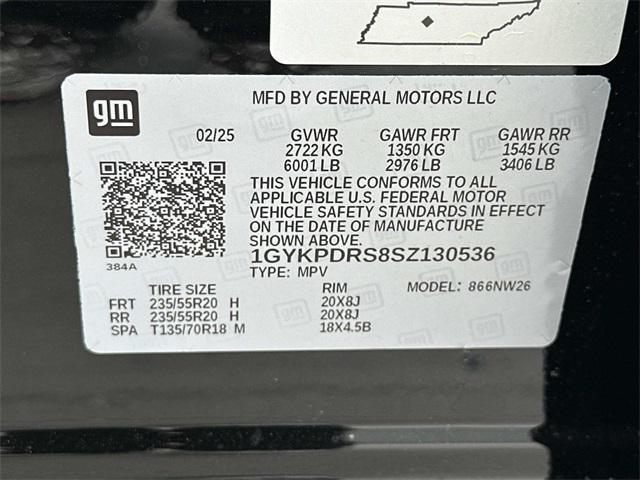 gm
MFD BY GENERAL MOTORS LLC
02/25 GVWR GAWR FRT GAWR RR
2722 KG 1350 KG 1545 KG
6001 LB 2976 LB 3406 LB
THIS VEHICLE CONFORMS TO ALL
APPLICABLE U.S. FEDERAL MOTOR
VEHICLE SAFETY STANDARDS IN EFFECT
ON THE DATE OF MANUFACTURE
SHOWN ABOVE.
384A
1GYKPDRS8SZ130536
TYPE: MPV
TIRE SIZE RIM MODEL: 866NW26
FRT 235/55R20 H 20X8J
RR 235/55R20 H 20X8J
SPA T135/70R18 M 18X4.5B